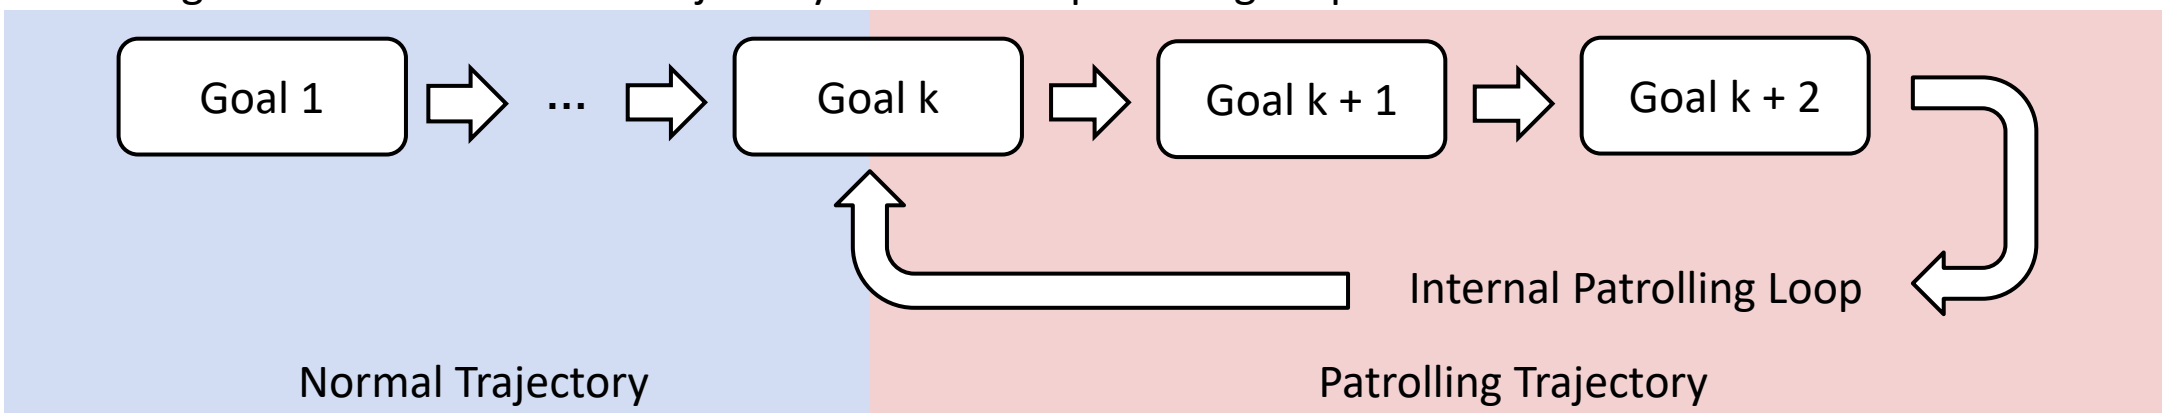 Goal 1
...
Goal k
Goal k + 1
Goal k + 2
Internal Patrolling Loop
Normal Trajectory
Patrolling Trajectory